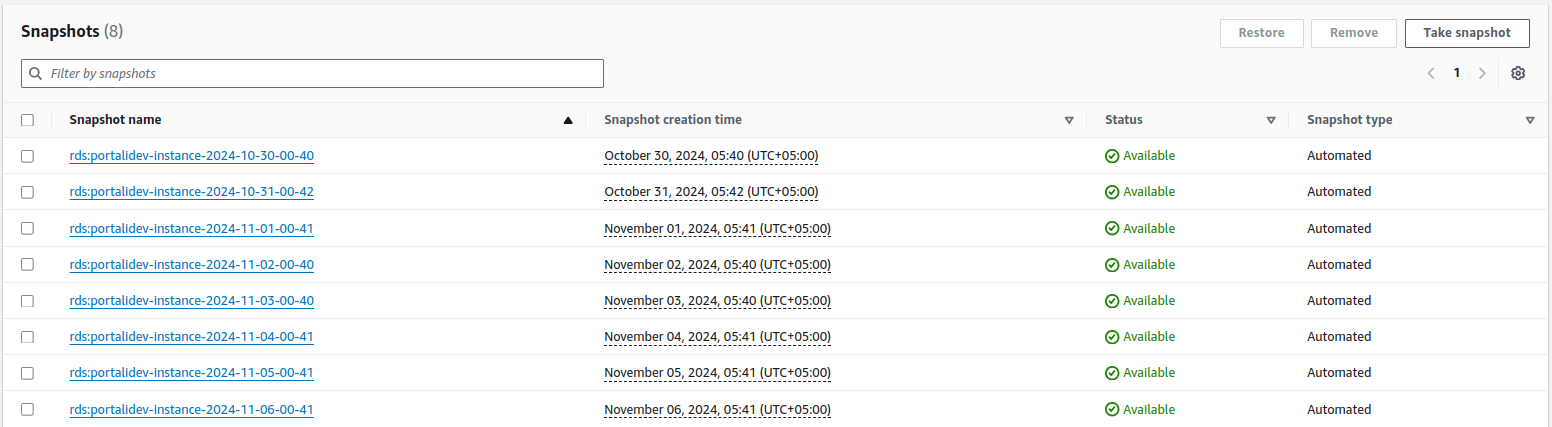 Snapshots (8)
Restore Remove Take snapshot
Filter by snapshots
1
Snapshot name Snapshot creation time Status Snapshot type
rds:portalidev-instance-2024-10-30-00-40 October 30, 2024, 05:40 (UTC+05:00) Available Automated
rds:portalidev-instance-2024-10-31-00-42 October 31, 2024, 05:42 (UTC+05:00) Available Automated
rds:portalidev-instance-2024-11-01-00-41 November 01, 2024, 05:41 (UTC+05:00) Available Automated
rds:portalidev-instance-2024-11-02-00-40 November 02, 2024, 05:40 (UTC+05:00) Available Automated
rds:portalidev-instance-2024-11-03-00-40 November 03, 2024, 05:40 (UTC+05:00) Available Automated
rds:portalidev-instance-2024-11-04-00-41 November 04, 2024, 05:41 (UTC+05:00) Available Automated
rds:portalidev-instance-2024-11-05-00-41 November 05, 2024, 05:41 (UTC+05:00) Available Automated
rds:portalidev-instance-2024-11-06-00-41 November 06, 2024, 05:41 (UTC+05:00) Available Automated